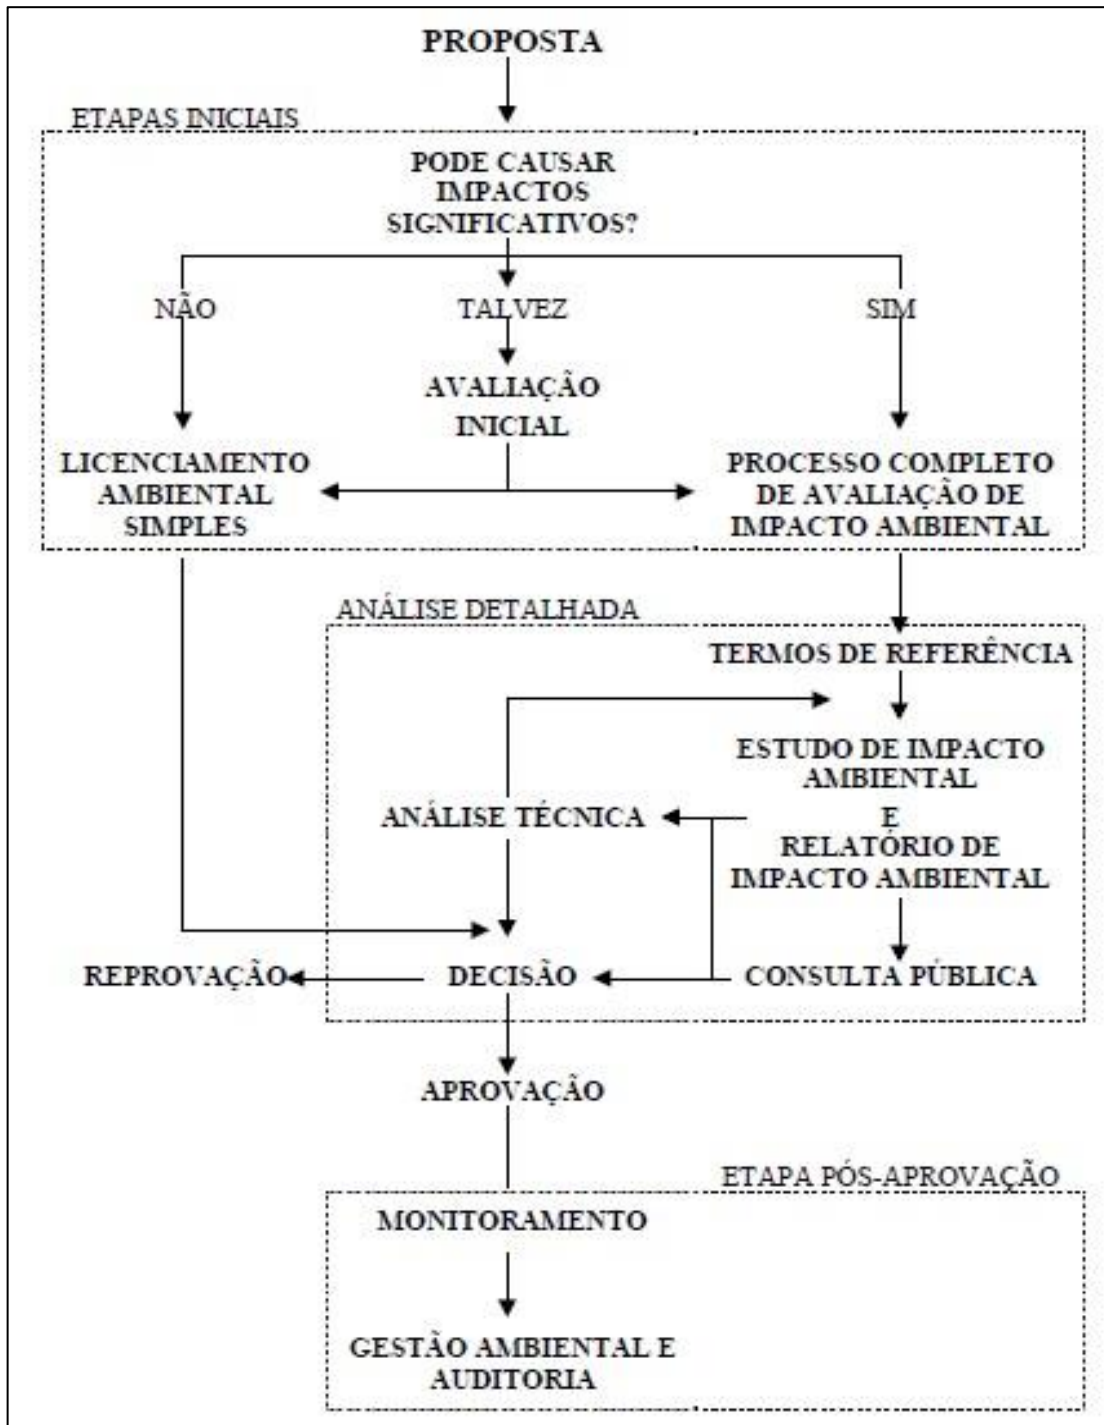 PROPOSTA
ETAPAS INICIAIS
PODE CAUSAR
IMPACTOS
SIGNIFICATIVOS?
NÃO
TALVEZ
SIM
AVALIAÇÃO
INICIAL
LICENCIAMENTO
AMBIENTAL
SIMPLES
PROCESSO COMPLETO
DE AVALIAÇÃO DE
IMPACTO AMBIENTAL
ANÁLISE DETALHADA
TERMOS DE REFERÊNCIA
ESTUDO DE IMPACTO
AMBIENTAL
E
RELATÓRIO DE
IMPACTO AMBIENTAL
ANÁLISE TÉCNICA
REPROVAÇÃO
DECISÃO
CONSULTA PÚBLICA
APROVAÇÃO
ETAPA PÓS-APROVAÇÃO
MONITORAMENTO
GESTÃO AMBIENTAL E
AUDITORIA